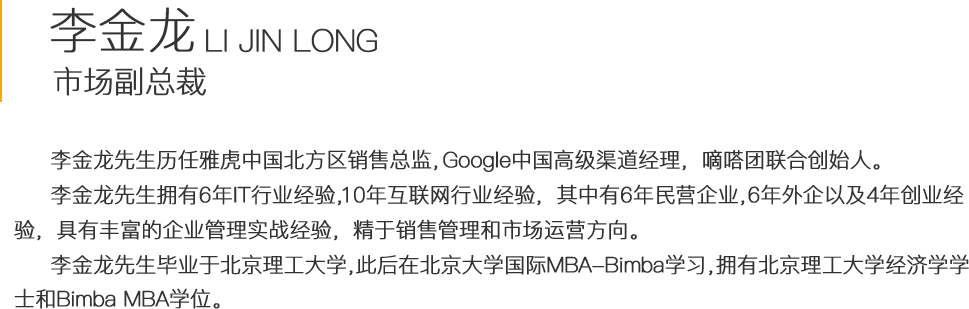 李金龙 LI JIN LONG
市场副总裁
李金龙先生历任雅虎中国北方区销售总监,Google中国高级渠道经理，嘀嗒团联合创始人。
李金龙先生拥有6年IT行业经验,10年互联网行业经验，其中有6年民营企业,6年外企以及4年创业经
验，具有丰富的企业管理实战经验，精于销售管理和市场运营方向。
李金龙先生毕业于北京理工大学,此后在北京大学国际MBA-Bimba学习,拥有北京理工大学经济学学
士和Bimba MBA学位。